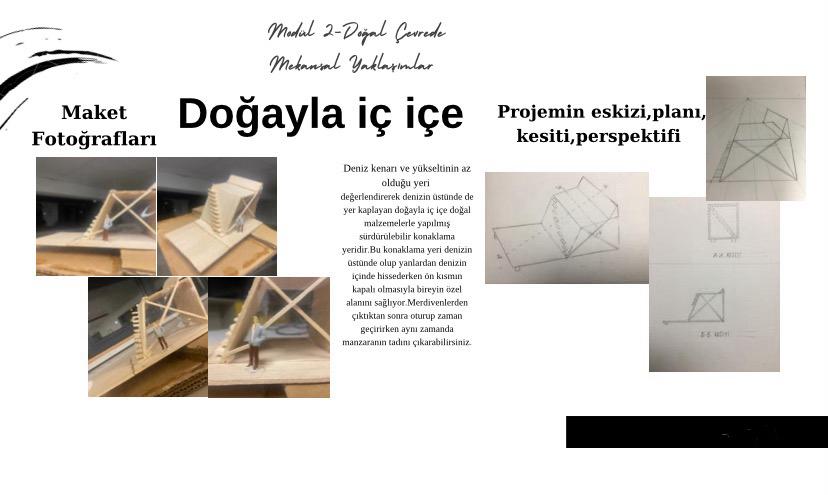 Modül 2-Doğal Çevrede
Mekansal Yaklaşımlar
Maket
Fotoğrafları
Doğayla iç içe
Projemin eskizi,planı,
kesiti,perspektifi
Deniz kenarı ve yükseltinin az
olduğu yeri
değerlendirerek denizin üstünde de
yer kaplayan doğayla iç içe doğal
malzemelerle yapılmış
sürdürülebilir konaklama
yeridir.Bu konaklama yeri denizin
üstünde olup yanlardan denizin
içinde hissederken ön kısmın
kapalı olmasıyla bireyin özel
alanını sağlıyor.Merdivenlerden
çıktıktan sonra oturup zaman
geçirirken aynı zamanda
manzaranın tadını çıkarabilirsiniz.
A-A KESİTİ
B-B KESİTİ